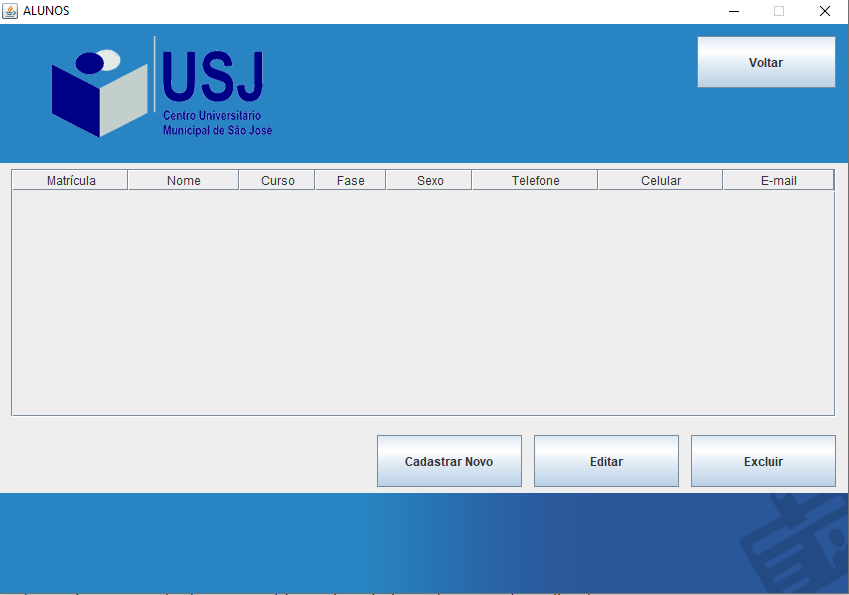 ALUNOS
USJ
Centro Universitário
Municipal de São José
Voltar
Matrícula Nome Curso Fase Sexo Telefone Celular E-mail
Cadastrar Novo Editar Excluir